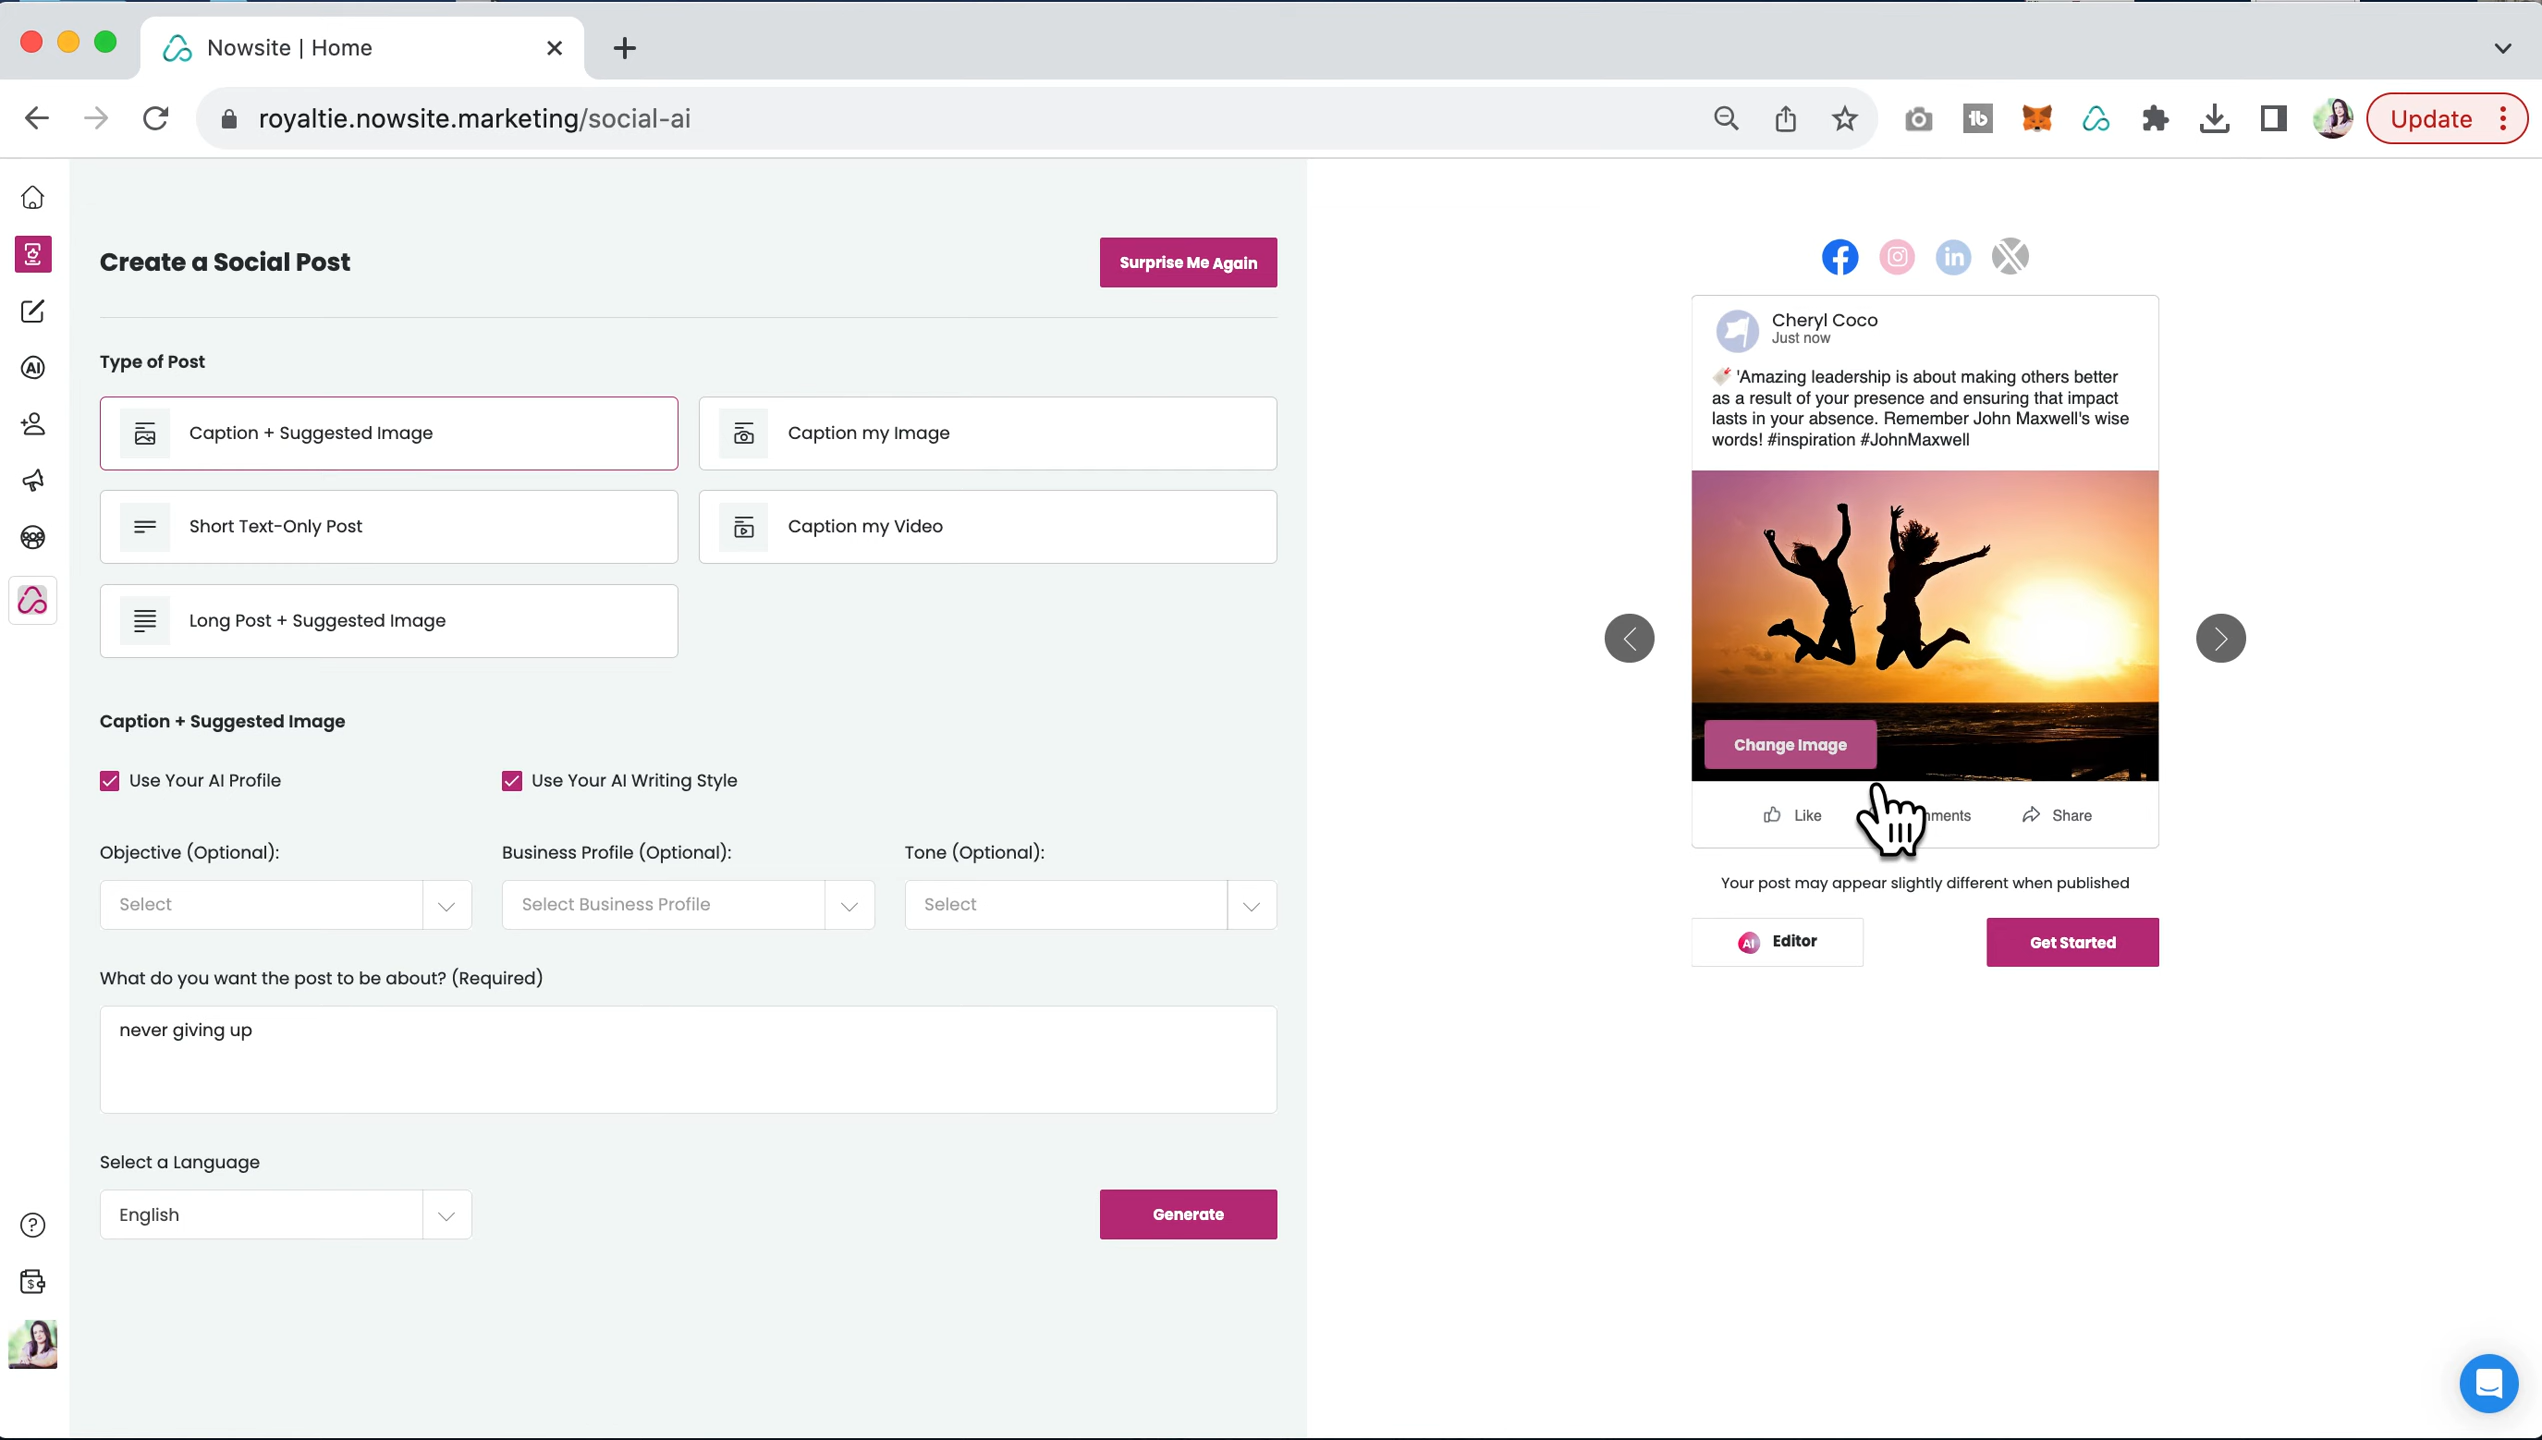 Nowsite | Home
royaltie.nowsite.marketing/social-ai
Update
Create a Social Post
Surprise Me Again
Type of Post
Caption + Suggested Image
Caption my Image
Short Text-Only Post
Caption my Video
Long Post + Suggested Image
Caption + Suggested Image
Use Your AI Profile
Use Your AI Writing Style
Objective (Optional):
Business Profile (Optional):
Tone (Optional):
Select
Select Business Profile
Select
What do you want the post to be about? (Required)
never giving up
Select a Language
English
Generate
Cheryl Coco
Just now
'Amazing leadership is about making others better
as a result of your presence and ensuring that impact
lasts in your absence. Remember John Maxwell's wise
words! #inspiration #JohnMaxwell
Change Image
Like
Share
Your post may appear slightly different when published
AI Editor
Get Started